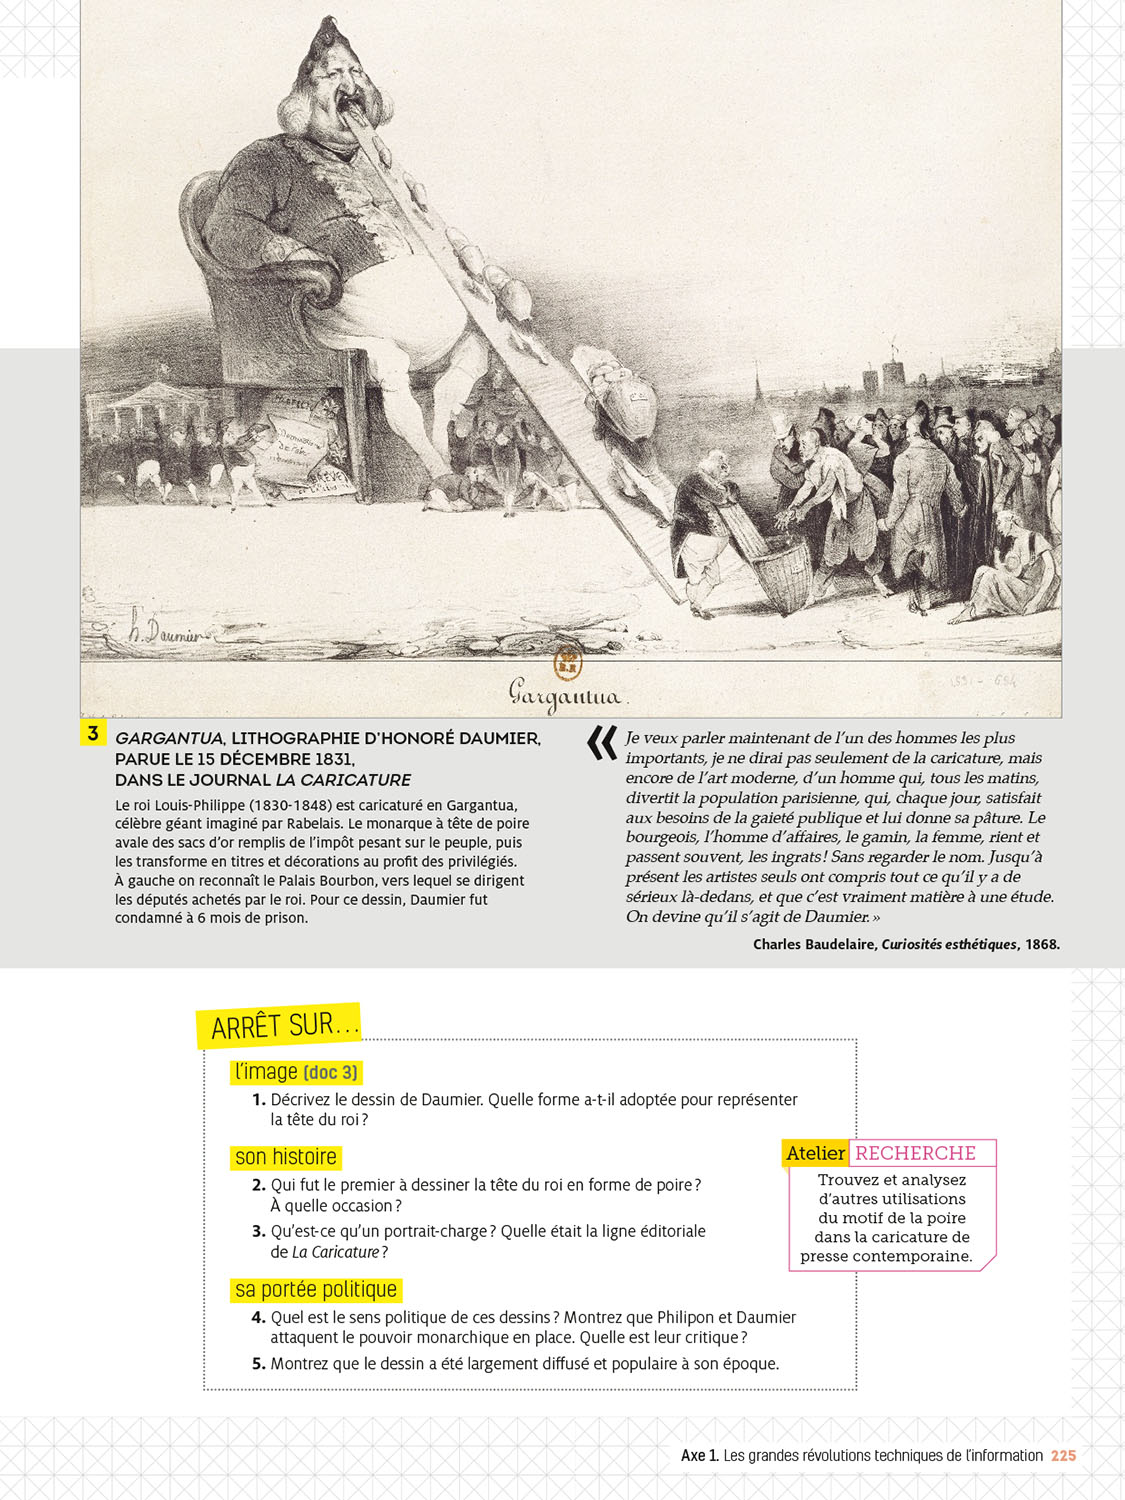 h. Daumier
Gargantua.
3
GARGANTUA, LITHOGRAPHIE D'HONORÉ DAUMIER,
PARUE LE 15 DÉCEMBRE 1831,
DANS LE JOURNAL LA CARICATURE
Le roi Louis-Philippe (1830-1848) est caricaturé en Gargantua,
célèbre géant imaginé par Rabelais. Le monarque à tête de poire
avale des sacs d'or remplis de l'impôt pesant sur le peuple, puis
les transforme en titres et décorations au profit des privilégiés.
À gauche on reconnaît le Palais Bourbon, vers lequel se dirigent
les députés achetés par le roi. Pour ce dessin, Daumier fut
condamné à 6 mois de prison.
« Je veux parler maintenant de l'un des hommes les plus
importants, je ne dirai pas seulement de la caricature, mais
encore de l'art moderne, d'un homme qui, tous les matins,
divertit la population parisienne, qui, chaque jour, satisfait
aux besoins de la gaieté publique et lui donne sa pâture. Le
bourgeois, l'homme d'affaires, le gamin, la femme, rient et
passent souvent, les ingrats ! Sans regarder le nom. Jusqu'à
présent les artistes seuls ont compris tout ce qu'il y a de
sérieux là-dedans, et que c'est vraiment matière à une étude.
On devine qu'il s'agit de Daumier. »
Charles Baudelaire, Curiosités esthétiques, 1868.
ARRÊT SUR…
l'image (doc 3)
1. Décrivez le dessin de Daumier. Quelle forme a-t-il adoptée pour représenter
la tête du roi ?
son histoire
2. Qui fut le premier à dessiner la tête du roi en forme de poire ?
À quelle occasion ?
3. Qu'est-ce qu'un portrait-charge ? Quelle était la ligne éditoriale
de La Caricature ?
sa portée politique
4. Quel est le sens politique de ces dessins ? Montrez que Philipon et Daumier
attaquent le pouvoir monarchique en place. Quelle est leur critique ?
5. Montrez que le dessin a été largement diffusé et populaire à son époque.
Atelier RECHERCHE
Trouvez et analysez
d'autres utilisations
du motif de la poire
dans la caricature de
presse contemporaine.
Axe 1. Les grandes révolutions techniques de l'information 225